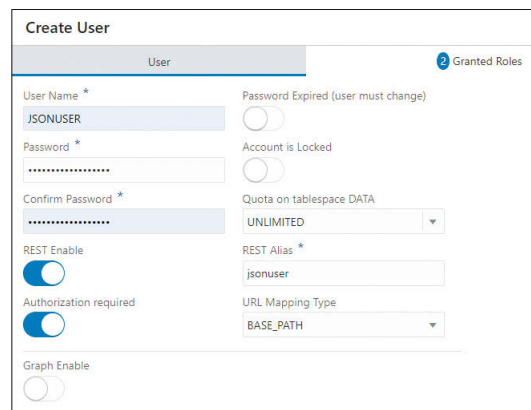 Create User
User
2 Granted Roles
User Name *
Password Expired (user must change)
JSONUSER
Password *
Account is Locked
•••••••••••••••••
Confirm Password *
Quota on tablespace DATA
•••••••••••••••••
UNLIMITED
REST Enable
REST Alias *
jsonuser
Authorization required
URL Mapping Type
BASE_PATH
Graph Enable